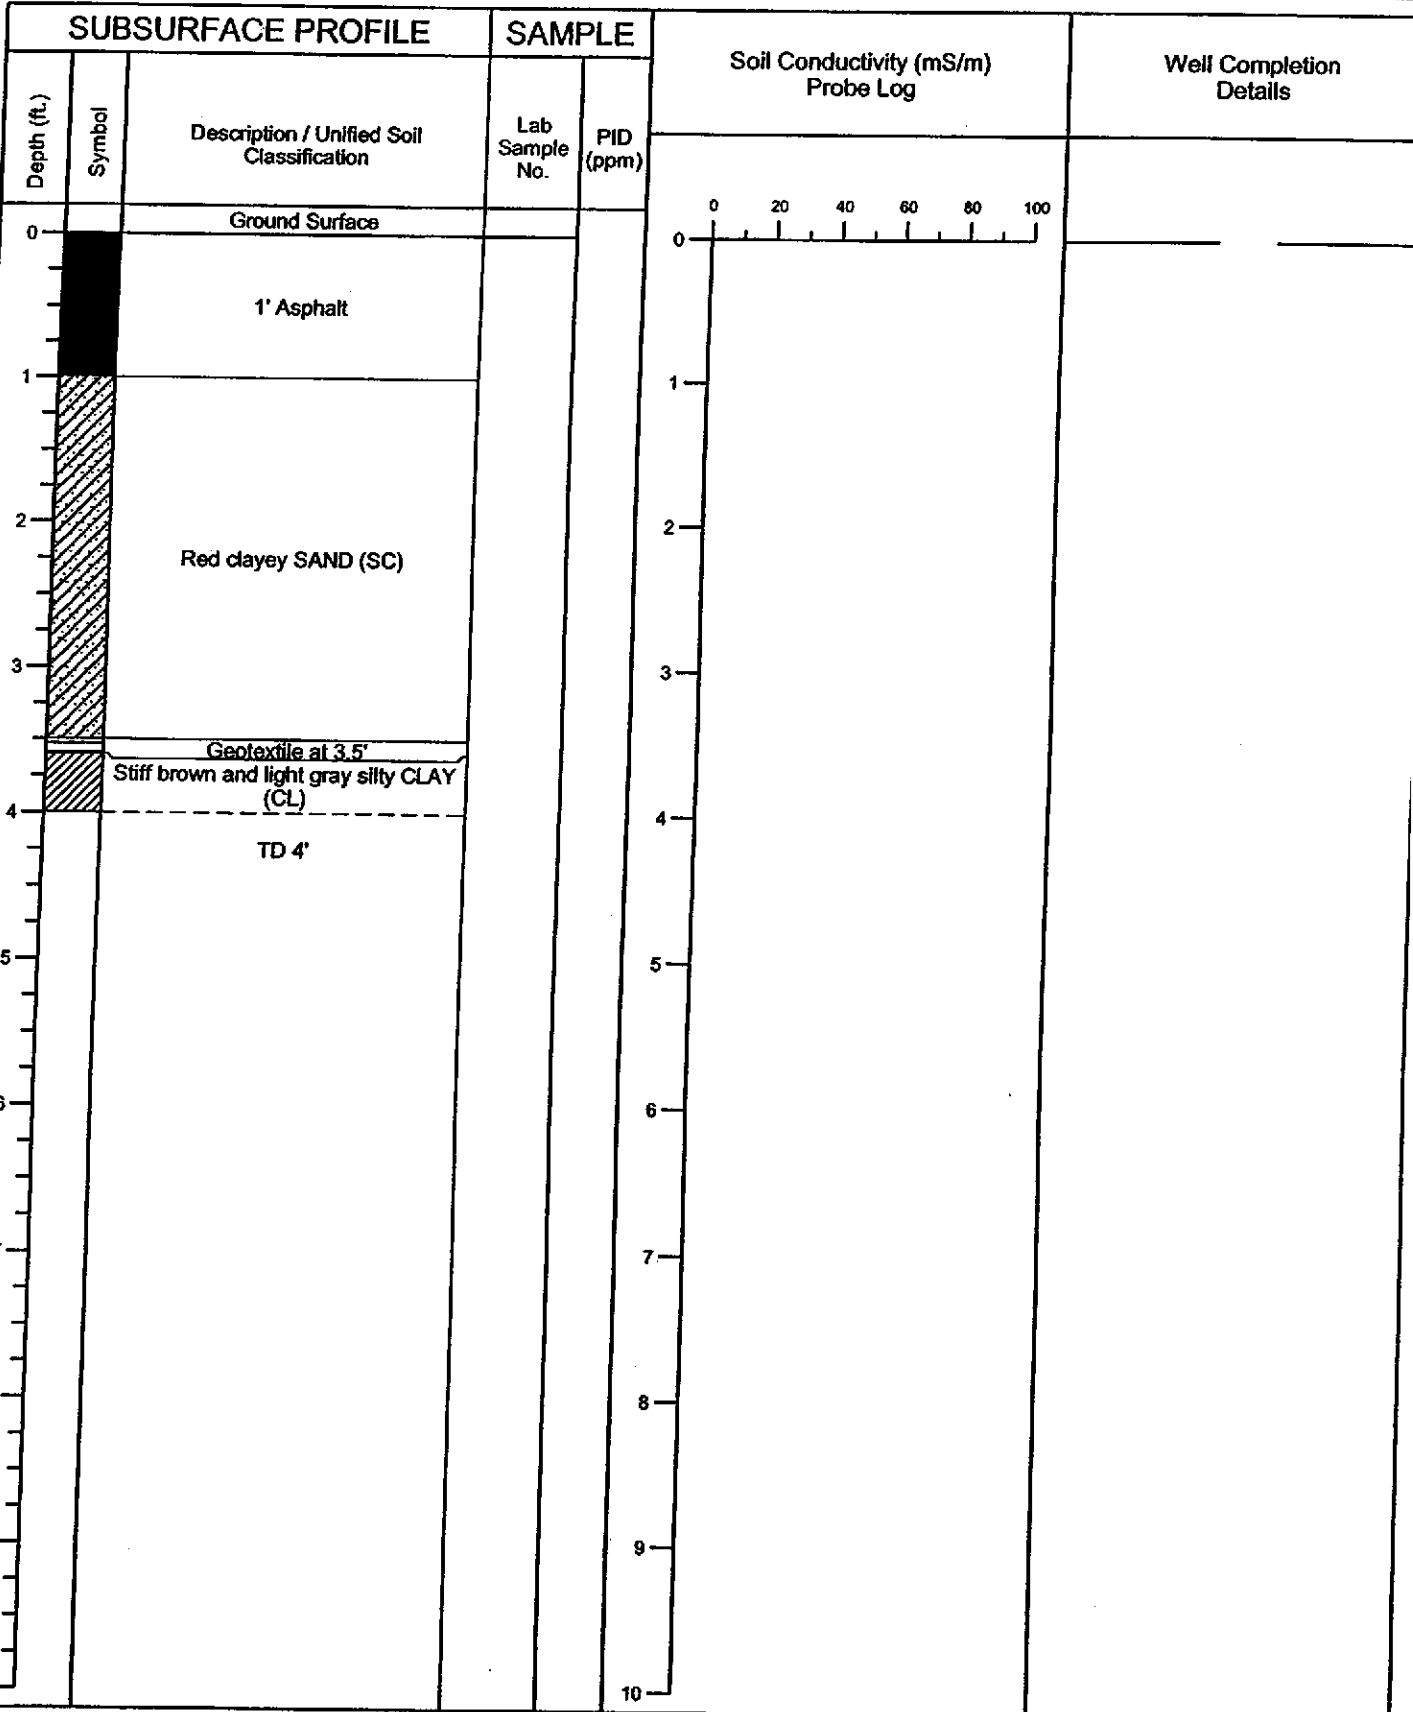 SUBSURFACE PROFILE
SAMPLE
Soil Conductivity (mS/m)
Probe Log
Well Completion
Details
Depth (ft.)
Symbol
Description / Unified Soil
Classification
Lab
Sample
No.
PID
(ppm)
Ground Surface
0 20 40 60 80 100
0
0
1' Asphalt
1
1
2
2
Red clayey SAND (SC)
3
3
Geotextile at 3.5'
Stiff brown and light gray silty CLAY
(CL)
4
4
TD 4'
5
5
6
6
7
8
9
10